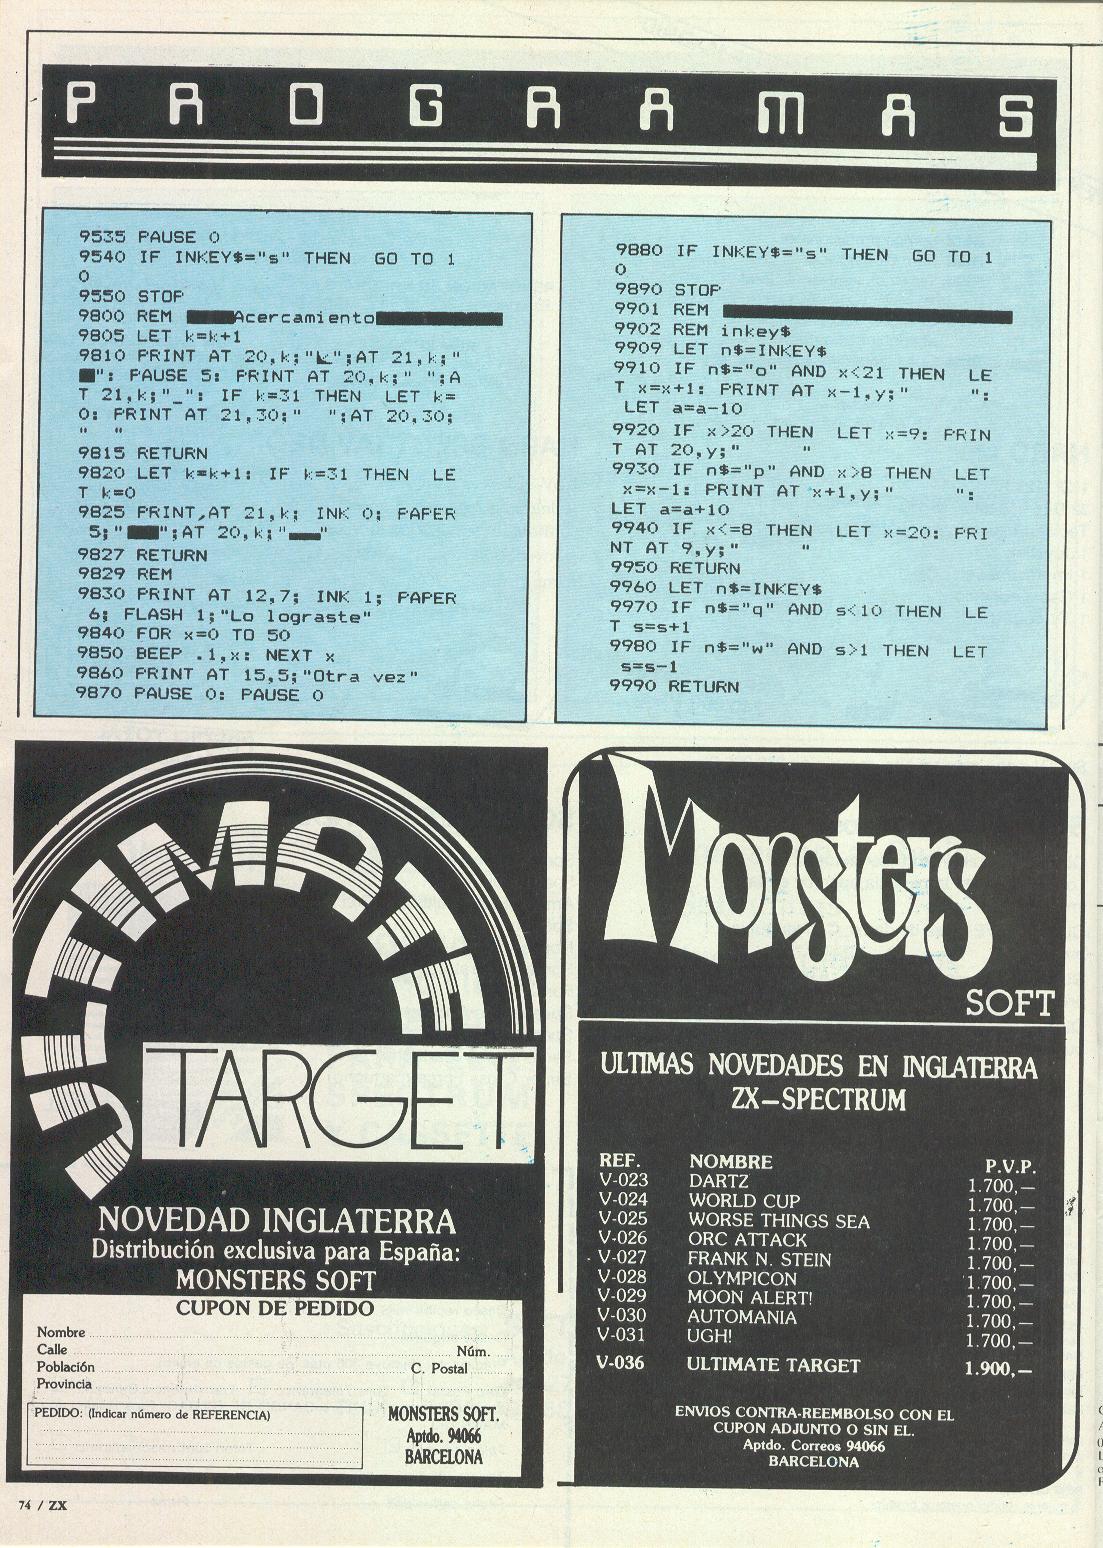 PROGRAMAS
9535 PAUSE 0
9540 IF INKEY$="s" THEN  GO TO 1
0
9550 STOP
9800 REM Acercamiento
9805 LET k=k+1
9810 PRINT AT 20,k;"";AT 21,k;"
": PAUSE 5: PRINT AT 20,k;" ";A
T 21,k;"_": IF k=31 THEN  LET k=
0: PRINT AT 21,30;"  ";AT 20,30;
"  "
9815 RETURN
9820 LET k=k+1: IF k=31 THEN  LE
T k=0
9825 PRINT AT 21,k; INK 0; PAPER
5;"";AT 20,k;""
9827 RETURN
9829 REM
9830 PRINT AT 12,7; INK 1; PAPER
6; FLASH 1;"Lo lograste"
9840 FOR x=0 TO 50
9850 BEEP .1,x: NEXT x
9860 PRINT AT 15,5;"Otra vez"
9870 PAUSE 0: PAUSE 0
9880 IF INKEY$="s" THEN  GO TO 1
0
9890 STOP
9901 REM
9902 REM inkey$
9909 LET n$=INKEY$
9910 IF n$="o" AND x<21 THEN  LE
T x=x+1: PRINT AT x-1,y;"     ":
LET a=a-10
9920 IF x>20 THEN  LET x=9: PRIN
T AT 20,y;"     "
9930 IF n$="p" AND x>8 THEN  LET
x=x-1: PRINT AT x+1,y;"     ":
LET a=a+10
9940 IF x<=8 THEN  LET x=20: PRI
NT AT 9,y;"     "
9950 RETURN
9960 LET n$=INKEY$
9970 IF n$="q" AND s<10 THEN  LE
T s=s+1
9980 IF n$="w" AND s>1 THEN  LET
s=s-1
9990 RETURN
ULTIMATE
TARGET
NOVEDAD INGLATERRA
Distribución exclusiva para España:
MONSTERS SOFT
CUPON DE PEDIDO
Nombre
Calle Núm.
Población C. Postal
Provincia
PEDIDO: (Indicar número de REFERENCIA)
MONSTERS SOFT.
Aptdo. 94066
BARCELONA
Monsters
SOFT
ULTIMAS NOVEDADES EN INGLATERRA
ZX—SPECTRUM
REF. NOMBRE P.V.P.
V-023 DARTZ 1.700,—
V-024 WORLD CUP 1.700,—
V-025 WORSE THINGS SEA 1.700,—
V-026 ORC ATTACK 1.700,—
V-027 FRANK N. STEIN 1.700,—
V-028 OLYMPICON 1.700,—
V-029 MOON ALERT! 1.700,—
V-030 AUTOMANIA 1.700,—
V-031 UGH! 1.700,—
V-036 ULTIMATE TARGET 1.900,—
ENVIOS CONTRA-REEMBOLSO CON EL
CUPON ADJUNTO O SIN EL.
Aptdo. Correos 94066
BARCELONA
74 / ZX